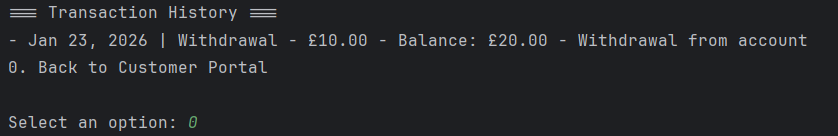 === Transaction History ===
- Jan 23, 2026 | Withdrawal - £10.00 - Balance: £20.00 - Withdrawal from account
0. Back to Customer Portal
Select an option: 0